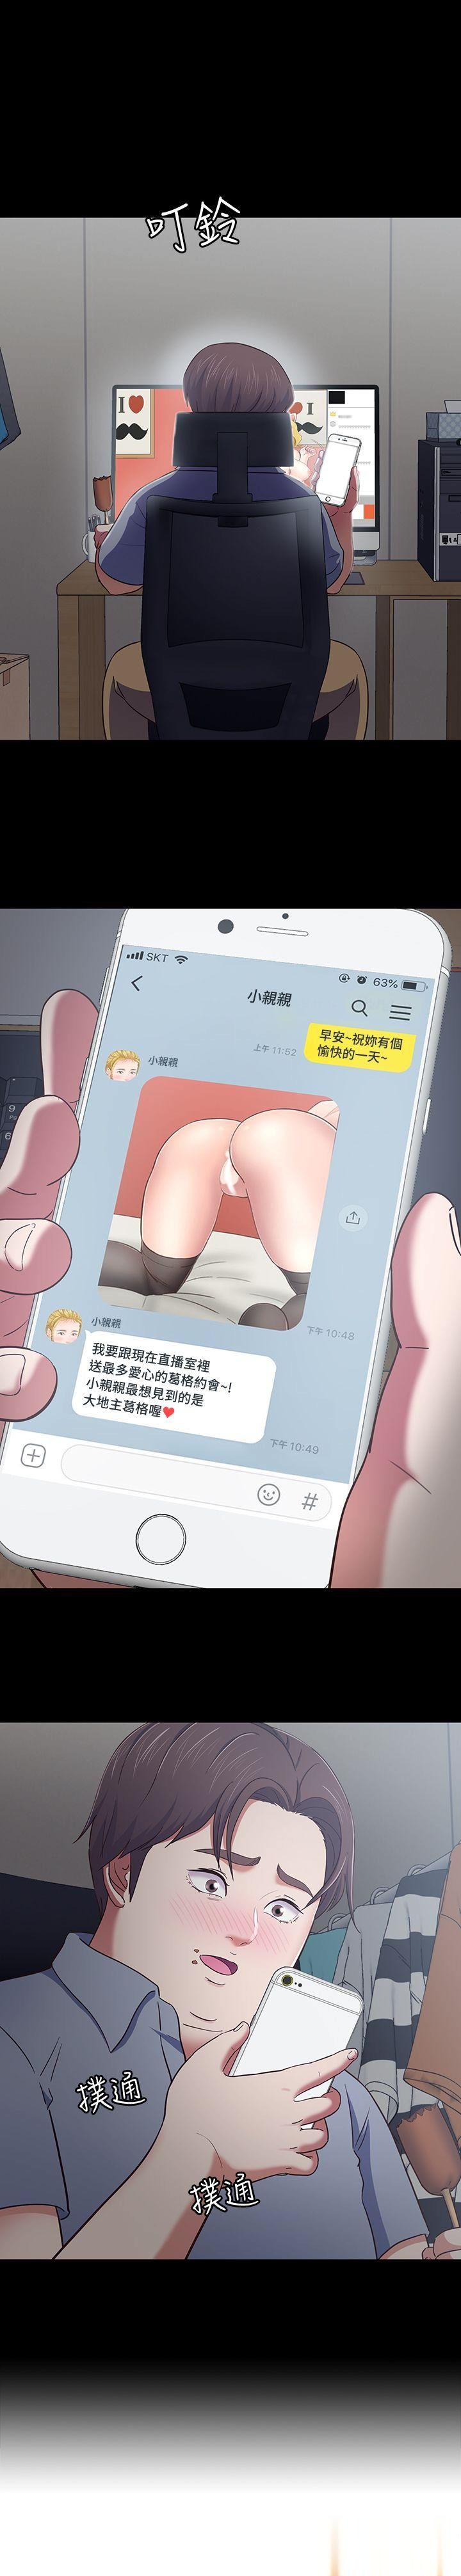 叮鈴
I ♥
I
SKT
63%
小親親
早安~祝妳有個
愉快的一天~
上午 11:52
小親親
下午 10:48
小親親
我要跟現在直播室裡
送最多愛心的葛格約會~!
小親親最想見到的是
大地主葛格喔♥
下午 10:49
9
6
#
撲通
撲通